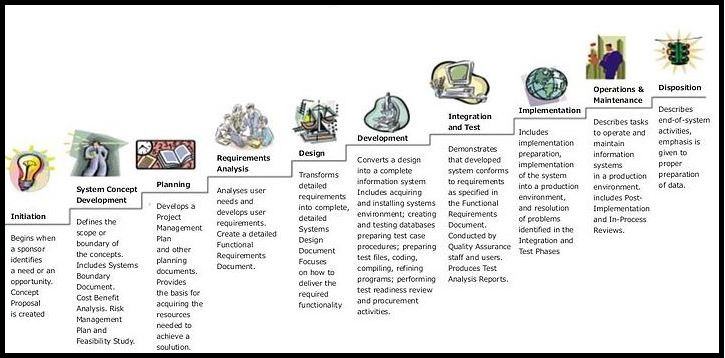 Initiation
Begins when
a sponsor
identifies
a need or an
opportunity.
Concept
Proposal
is created
System Concept
Development
Defines the
scope or
boundary of
the concepts.
Includes Systems
Boundary
Document.
Cost Benefit
Analysis. Risk
Management
Plan and
Feasibility Study.
Planning
Develops a
Project
Management
Plan
and other
planning
documents.
Provides
the basis for
acquiring the
resources
needed to
achieve a
soulution.
Requirements
Analysis
Analyses user
needs and
develops user
requirements.
Create a detailed
Functional
Requirements
Document.
Design
Transforms
detailed
requirements
into complete,
detailed
Systems
Design
Document
Focuses
on how to
deliver the
required
functionality
Development
Converts a design
into a complete
information system
Includes acquiring
and installing systems
environment; creating
and testing databases
preparing test case
procedures; preparing
test files, coding,
compiling, refining
programs; performing
test readiness review
and procurement
activities.
Integration
and Test
Demonstrates
that developed
system conforms
to requirements
as specified in
the Functional
Requirements
Document.
Conducted by
Quality Assurance
staff and users.
Produces Test
Analysis Reports.
Implementation
Includes
implementation
preparation,
implementation
of the system
into a production
environment,
and resolution
of problems
identified in the
Integration and
Test Phases
Operations &
Maintenance
Describes tasks
to operate and
maintain
information
systems
in a production
environment.
includes Post-
Implementation
and In-Process
Reviews.
Disposition
Describes
end-of-system
activities,
emphasis is
given to
proper
preparation
of data.